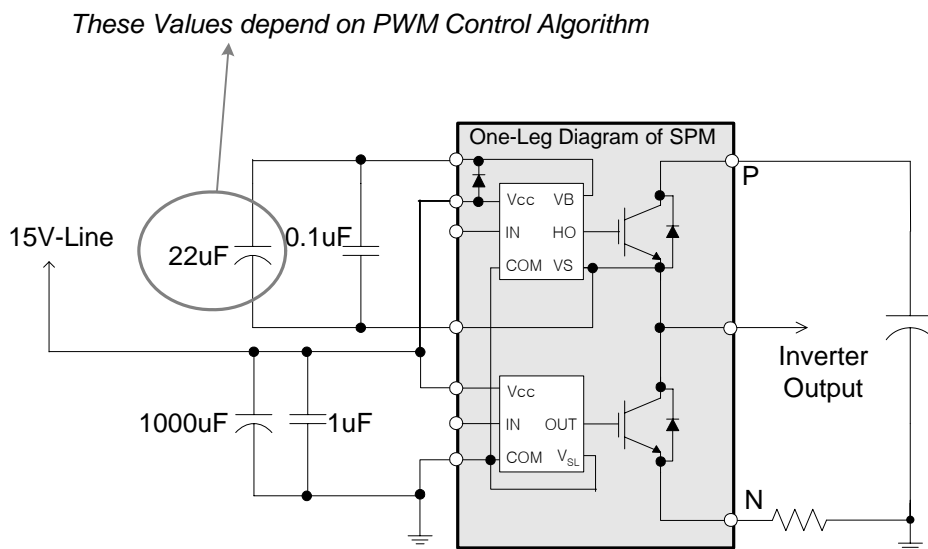 These Values depend on PWM Control Algorithm
One-Leg Diagram of SPM
P
Vcc VB
15V-Line
22uF
0.1uF
IN HO
COM VS
Inverter
Output
Vcc
1000uF
1uF
IN OUT
COM VSL
N